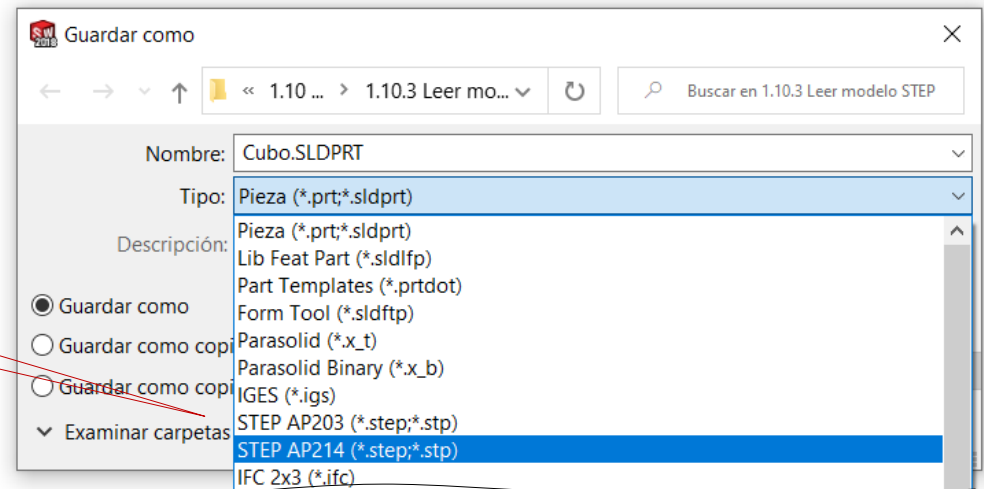 SW
2018
Guardar como
« 1.10 ... > 1.10.3 Leer mo...
Buscar en 1.10.3 Leer modelo STEP
Nombre: Cubo.SLDPRT
Tipo: Pieza (*.prt;*.sldprt)
Descripción:
Pieza (*.prt;*.sldprt)
Lib Feat Part (*.sldlfp)
Part Templates (*.prtdot)
Form Tool (*.sldftp)
Parasolid (*.x_t)
Parasolid Binary (*.x_b)
IGES (*.igs)
STEP AP203 (*.step;*.stp)
STEP AP214 (*.step;*.stp)
IFC 2x3 (*.ifc)
Guardar como
Guardar como copi
Guardar como copi
Examinar carpetas